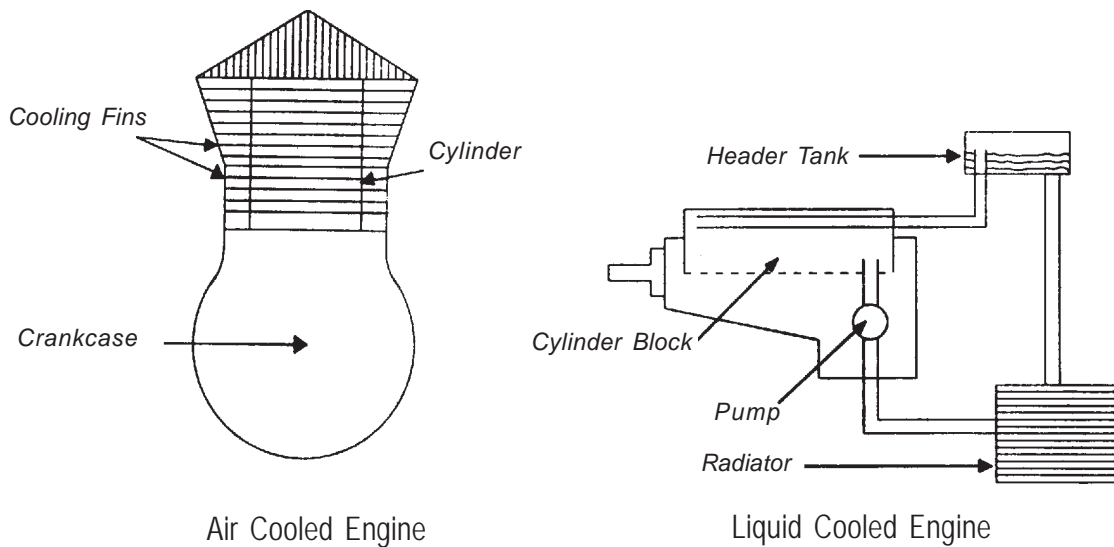 Cooling Fins
Cylinder
Crankcase
Air Cooled Engine
Header Tank
Cylinder Block
Pump
Radiator
Liquid Cooled Engine